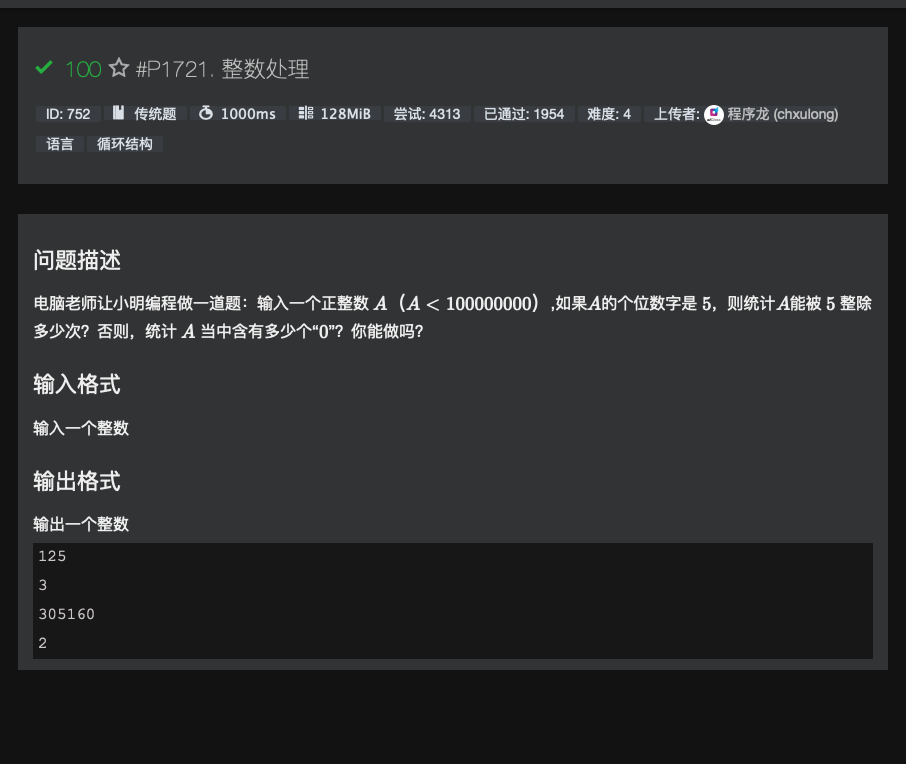 100 #P1721. 整数处理
ID: 752 传统题 1000ms 128MiB 尝试: 4313 已通过: 1954 难度: 4 上传者: 程序龙 (chxulong)
语言 循环结构
问题描述
电脑老师让小明编程做一道题：输入一个正整数 A（A < 100000000）,如果A的个位数字是 5，则统计A能被 5 整除
多少次？否则，统计 A 当中含有多少个“0”？你能做吗？
输入格式
输入一个整数
输出格式
输出一个整数
125
3
305160
2